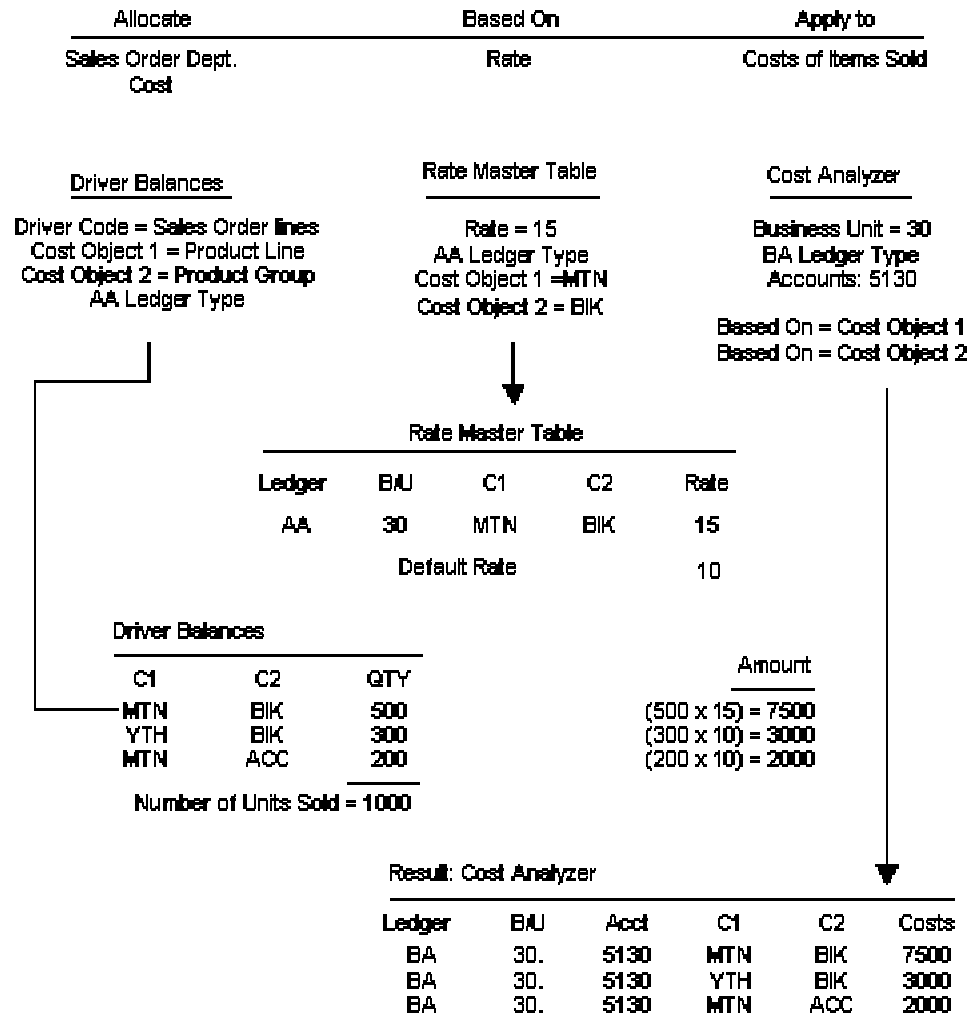 Allocate Based On Apply to
Sales Order Dept. Cost Rate Costs of Items Sold
Driver Balances
Driver Code = Sales Order lines
Cost Object 1 = Product Line
Cost Object 2 = Product Group
AA Ledger Type
Rate Master Table
Rate = 15
AA Ledger Type
Cost Object 1 =MTN
Cost Object 2 = BIK
Cost Analyzer
Business Unit = 30
BA Ledger Type
Accounts: 5130
Based On = Cost Object 1
Based On = Cost Object 2
Rate Master Table
Ledger B/U C1 C2 Rate
AA 30 MTN BIK 15
Default Rate 10
Driver Balances
C1 C2 QTY
MTN BIK 500
YTH BIK 300
MTN ACC 200
Number of Units Sold = 1000
Amount
(500 x 15) = 7500
(300 x 10) = 3000
(200 x 10) = 2000
Result: Cost Analyzer
Ledger B/U Acct C1 C2 Costs
BA 30. 5130 MTN BIK 7500
BA 30. 5130 YTH BIK 3000
BA 30. 5130 MTN ACC 2000